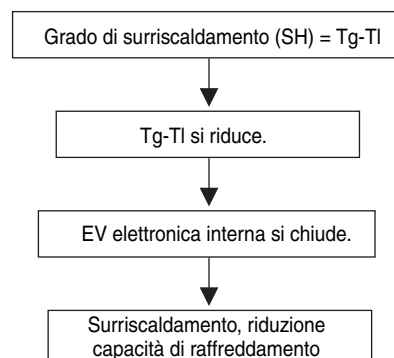 Grado di surriscaldamento (SH) = Tg-Tl
Tg-Tl si riduce.
EV elettronica interna si chiude.
Surriscaldamento, riduzione
capacità di raffreddamento